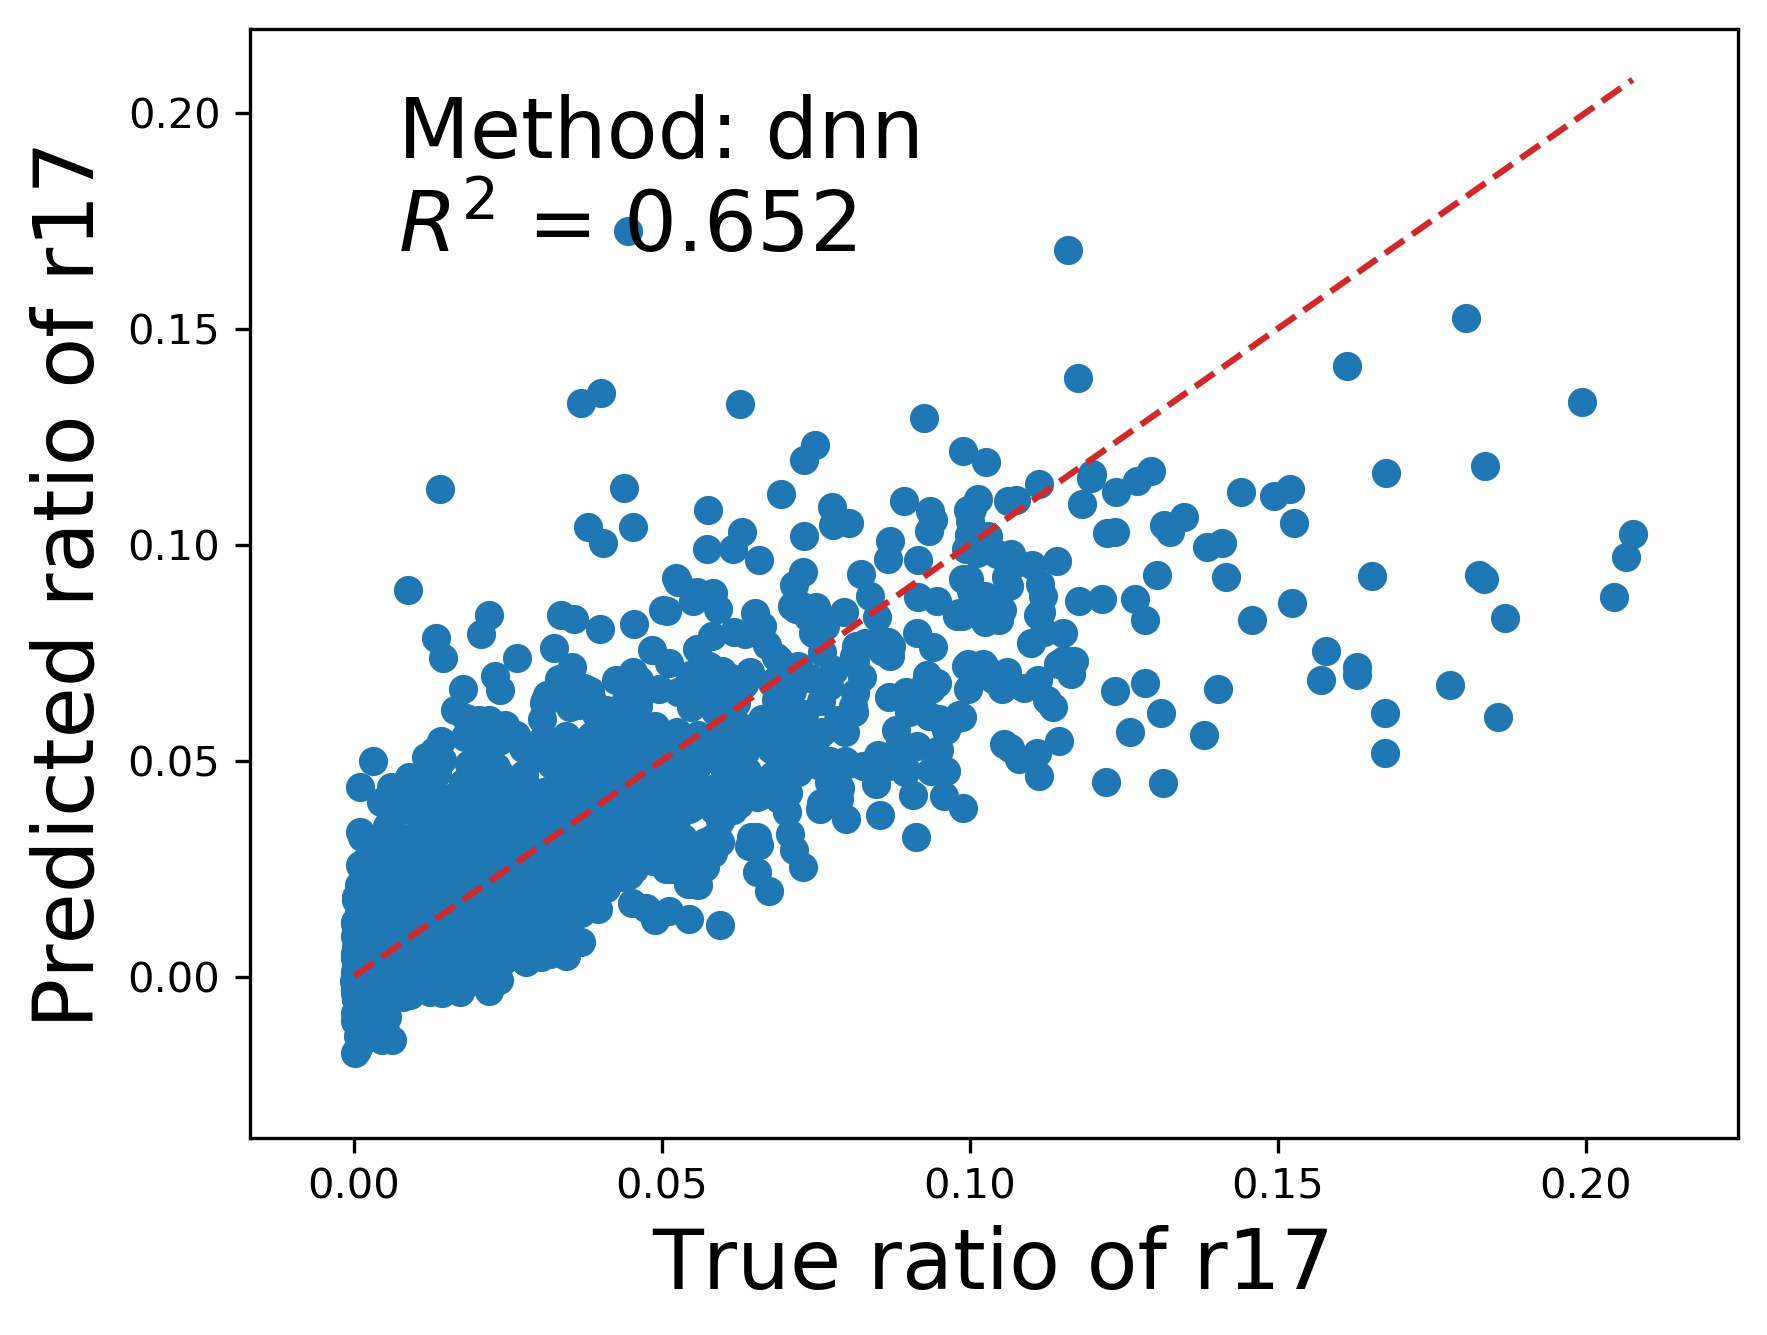 Method: dnn
R² = 0.652
Predicted ratio of r17
0.20
0.15
0.10
0.05
0.00
0.00 0.05 0.10 0.15 0.20
True ratio of r17